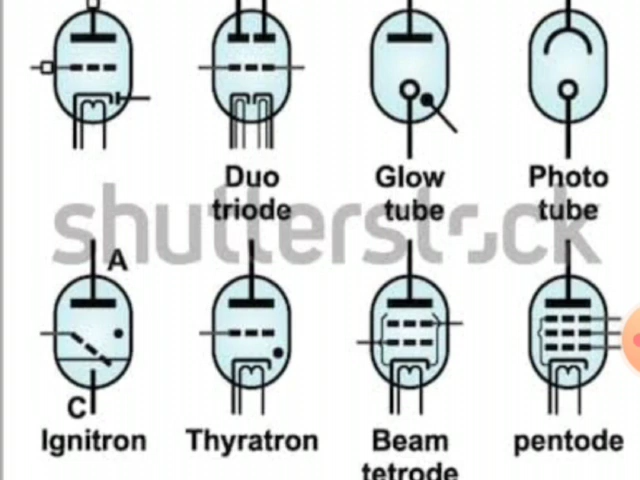 Duo
triode
Glow
tube
Photo
tube
shutterstock
A
C
Ignitron
Thyratron
Beam
tetrode
pentode